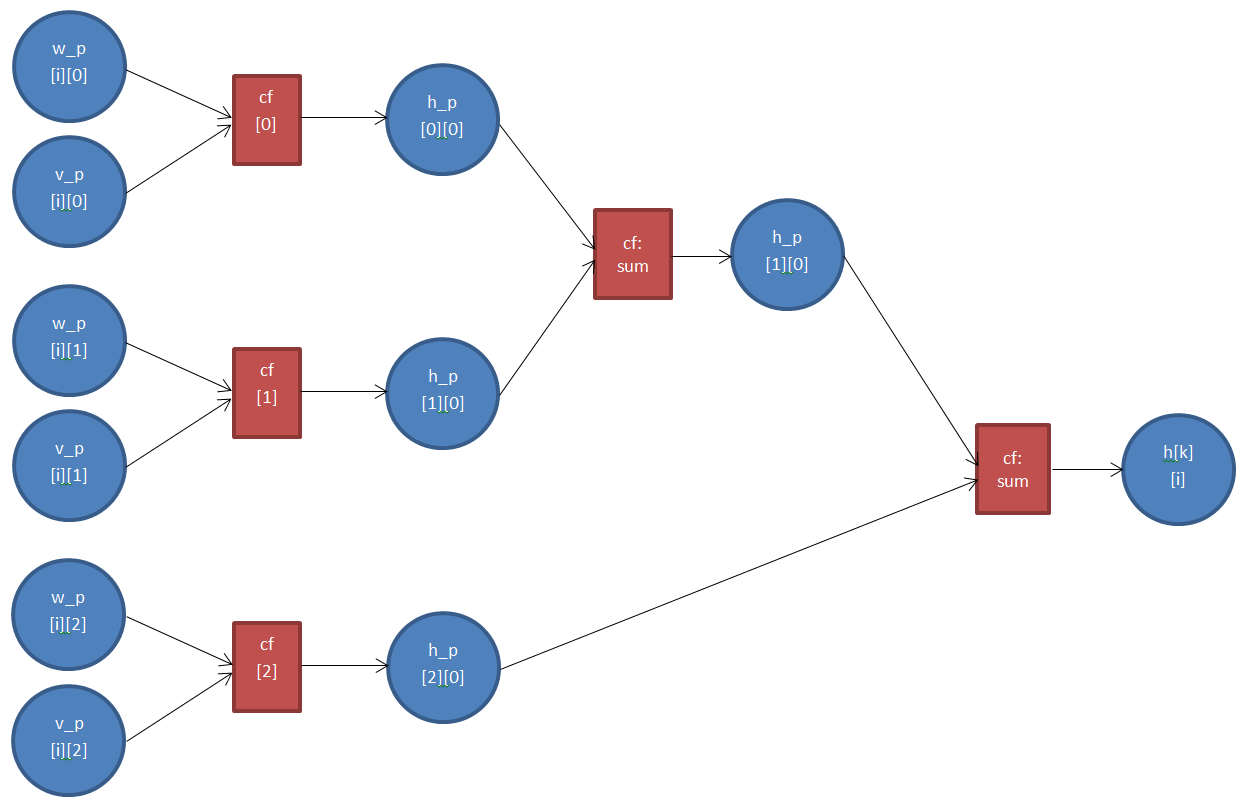 w_p
[i][0]
v_p
[i][0]
cf
[0]
h_p
[0][0]
cf:
sum
h_p
[1][0]
w_p
[i][1]
v_p
[i][1]
cf
[1]
h_p
[1][0]
cf:
sum
h[k]
[i]
w_p
[i][2]
v_p
[i][2]
cf
[2]
h_p
[2][0]